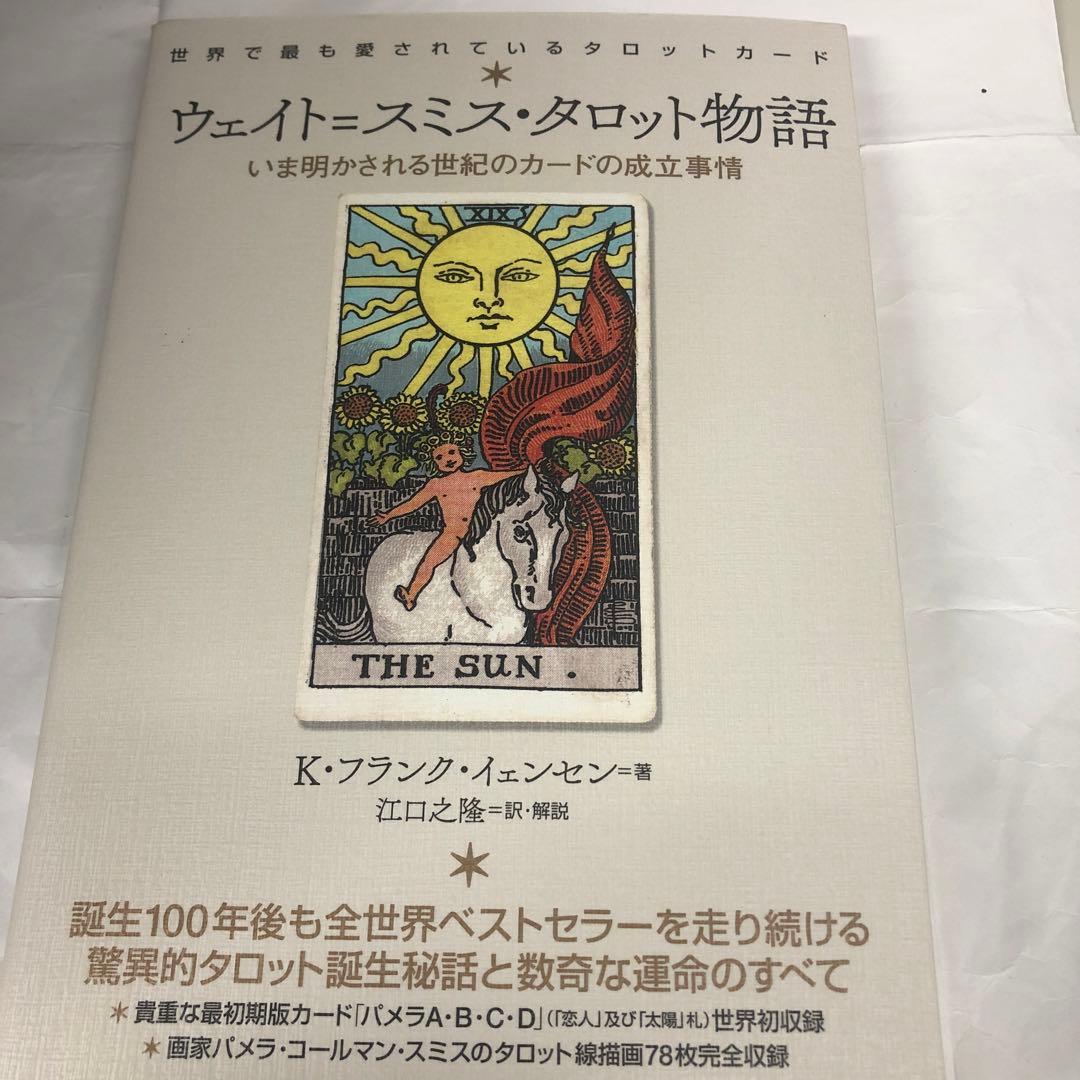 世界で最も愛されているタロットカード
ウェイト=スミス・タロット物語
いま明かされる世紀のカードの成立事情
XIX
THE SUN .
K・フランク・イェンセン=著
江口之隆=訳・解説
誕生100年後も全世界ベストセラーを走り続ける
驚異的タロット誕生秘話と数奇な運命のすべて
＊貴重な最初期版カード「パメラA・B・C・D」(「恋人」及び「太陽」札)世界初収録
＊画家パメラ・コールマン・スミスのタロット線描画78枚完全収録